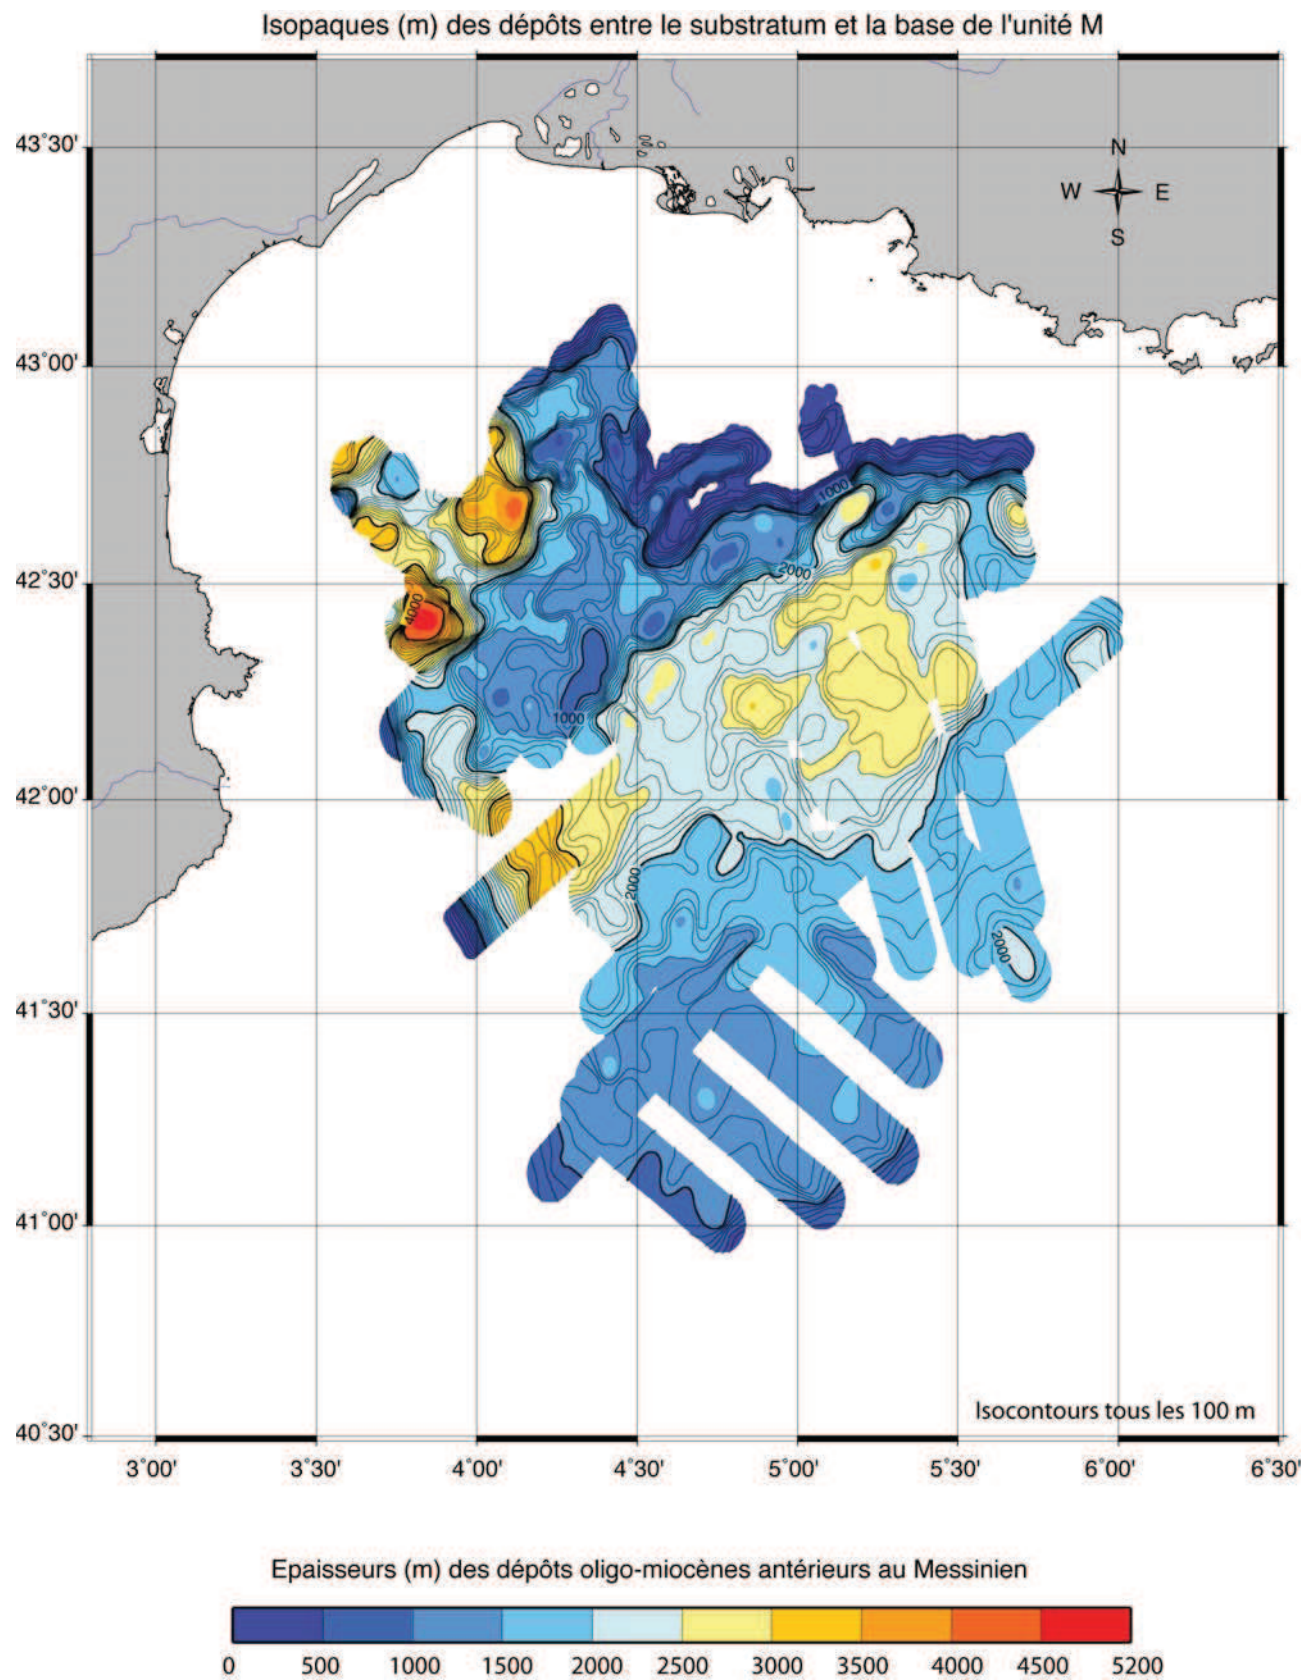 Isopaques (m) des dépôts entre le substratum et la base de l'unité M
43°30'
N
W E
S
43°00'
1000
42°30'
2000
4000
1000
42°00'
2000
2000
41°30'
41°00'
Isocontours tous les 100 m
40°30'
3°00' 3°30' 4°00' 4°30' 5°00' 5°30' 6°00' 6°30'
Epaisseurs (m) des dépôts oligo-miocènes antérieurs au Messinien
0 500 1000 1500 2000 2500 3000 3500 4000 4500 5200